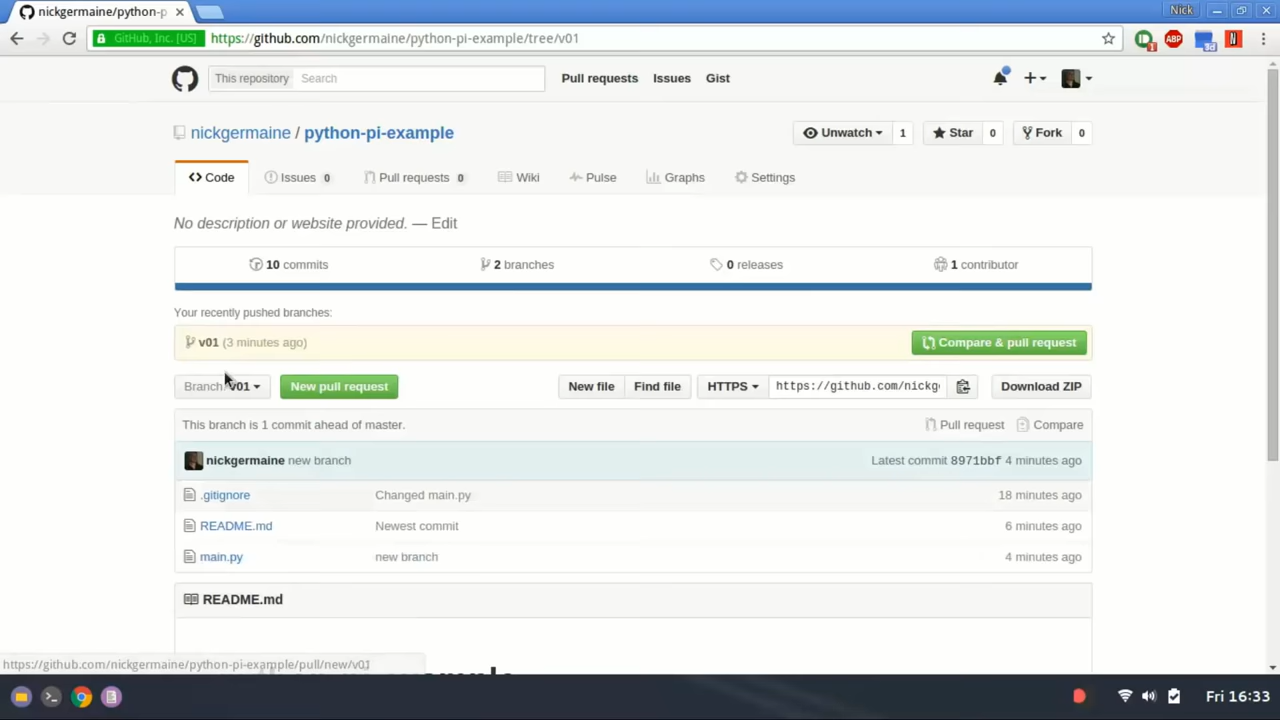 nickgermaine/python-p
Nick
GitHub, Inc. [US] https://github.com/nickgermaine/python-pi-example/tree/v01
1 ABP 3d N
This repository Search Pull requests Issues Gist
nickgermaine / python-pi-example
Unwatch 1 Star 0 Fork 0
Code Issues 0 Pull requests 0 Wiki Pulse Graphs Settings
No description or website provided. — Edit
10 commits 2 branches 0 releases 1 contributor
Your recently pushed branches:
v01 (3 minutes ago) Compare & pull request
Branch: v01 New pull request New file Find file HTTPS https://github.com/nickg Download ZIP
This branch is 1 commit ahead of master. Pull request Compare
nickgermaine new branch Latest commit 8971bbf 4 minutes ago
.gitignore Changed main.py 18 minutes ago
README.md Newest commit 6 minutes ago
main.py new branch 4 minutes ago
README.md
https://github.com/nickgermaine/python-pi-example/pull/new/v01
Fri 16:33